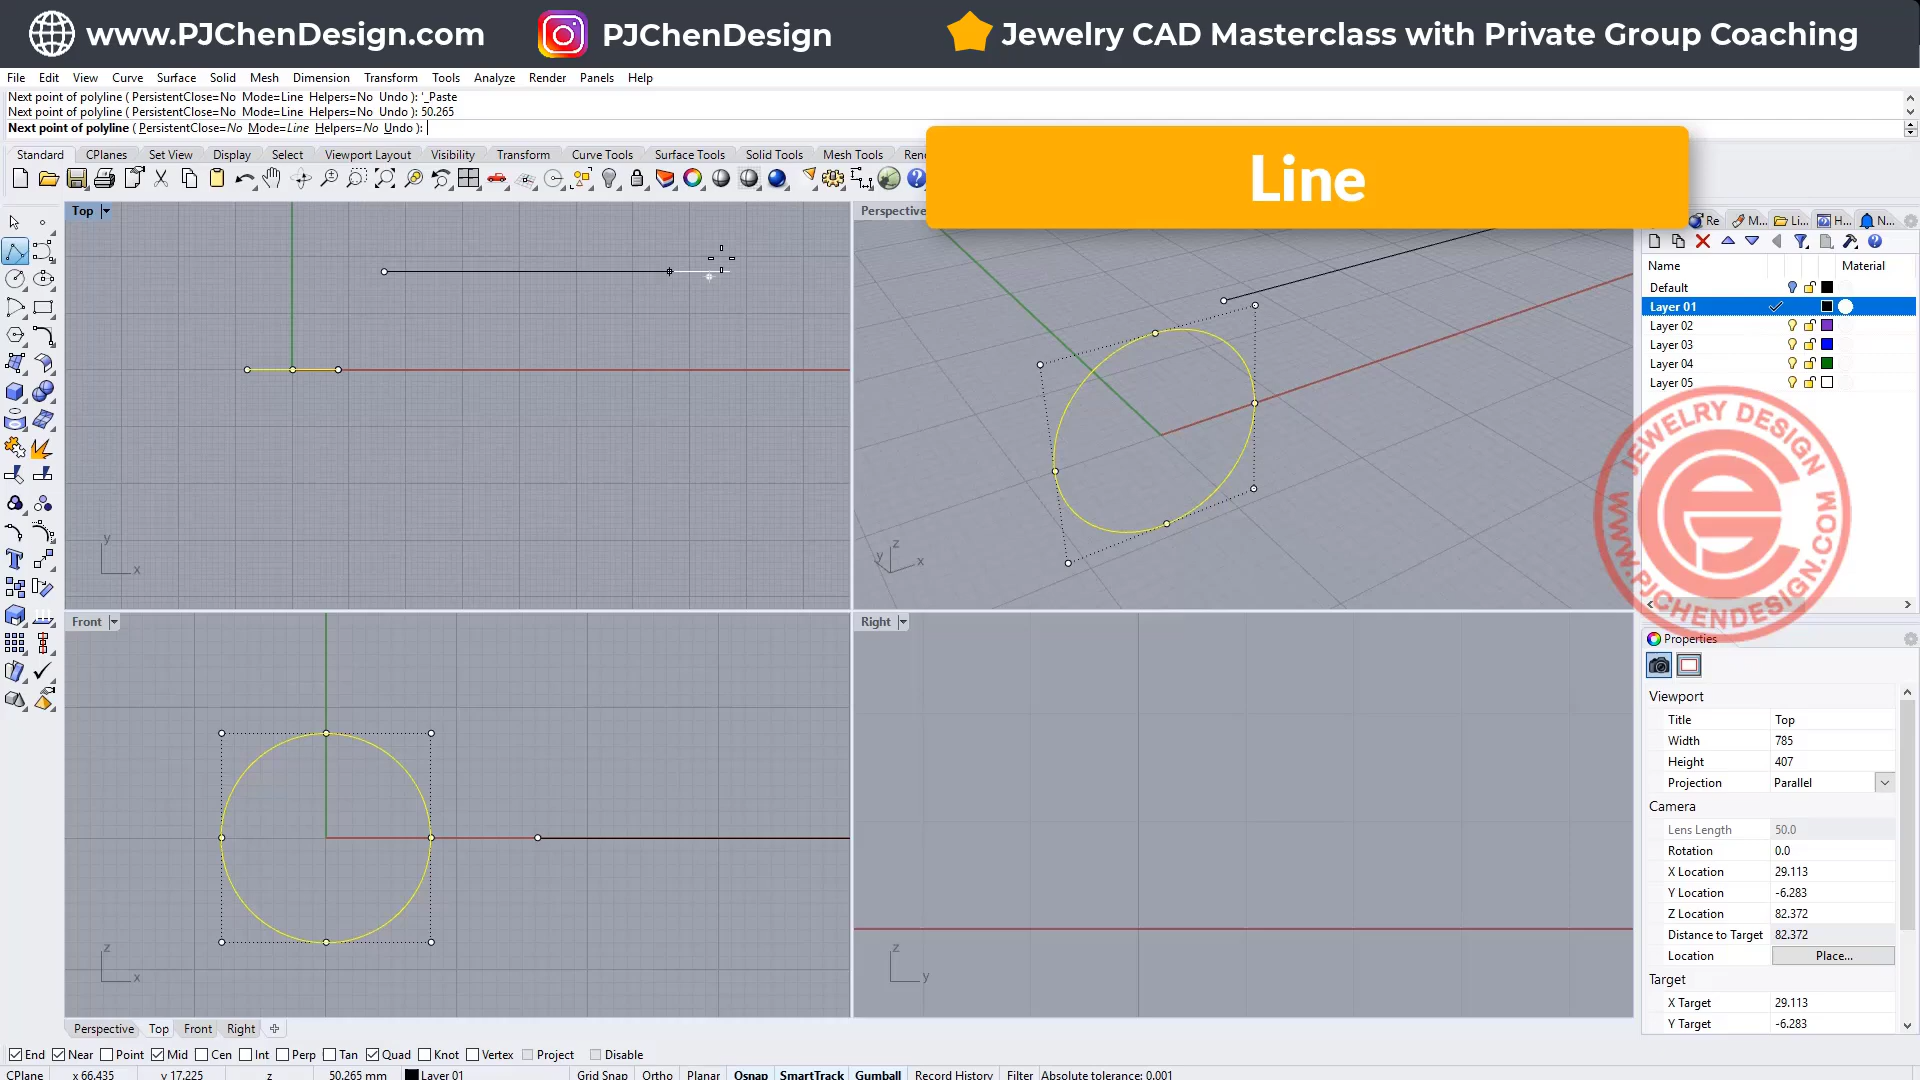 www.PJChenDesign.com
PJChenDesign
Jewelry CAD Masterclass with Private Group Coaching
File Edit View Curve Surface Solid Mesh Dimension Transform Tools Analyze Render Panels Help
Next point of polyline ( PersistentClose=No Mode=Line Helpers=No Undo ): '_Paste
Next point of polyline ( PersistentClose=No Mode=Line Helpers=No Undo ): 50.265
Next point of polyline ( PersistentClose=No Mode=Line Helpers=No Undo ):
Line
Standard CPlanes Set View Display Select Viewport Layout Visibility Transform Curve Tools Surface Tools Solid Tools Mesh Tools Ren
Top
Perspective
Re M... Li... H... N...
Name Material
Default
Layer 01
Layer 02
Layer 03
Layer 04
Layer 05
JEWELRY DESIGN
WWW.PJCHENDESIGN.COM
y x
z y x
Front
Right
z x
z y
Properties
Viewport
Title Top
Width 785
Height 407
Projection Parallel
Camera
Lens Length 50.0
Rotation 0.0
X Location 29.113
Y Location -6.283
Z Location 82.372
Distance to Target 82.372
Location Place...
Target
X Target 29.113
Y Target -6.283
Perspective Top Front Right
End Near Point Mid Cen Int Perp Tan Quad Knot Vertex Project Disable
CPlane x 66.435 y 17.225 z 50.265 mm Layer 01 Grid Snap Ortho Planar Osnap SmartTrack Gumball Record History Filter Absolute tolerance: 0.001